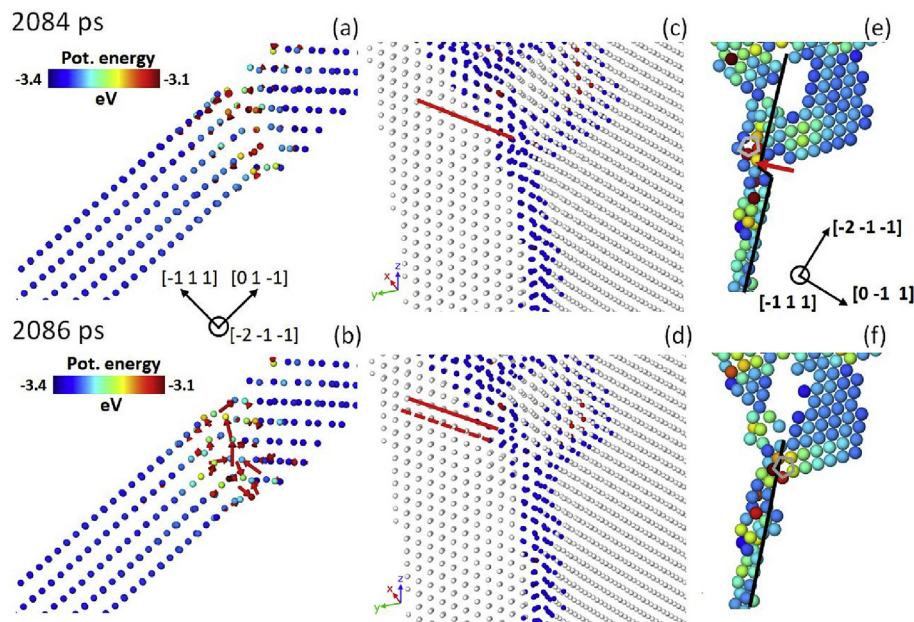 2084 ps
(a)
(c)
(e)
Pot. energy
-3.4
-3.1
eV
[-2 -1 -1]
[-1 1 1]
[0 1 -1]
z
x
y
[-1 1 1]
[0 -1 1]
[-2 -1 -1]
2086 ps
(b)
(d)
(f)
Pot. energy
-3.4
-3.1
eV
z
x
y